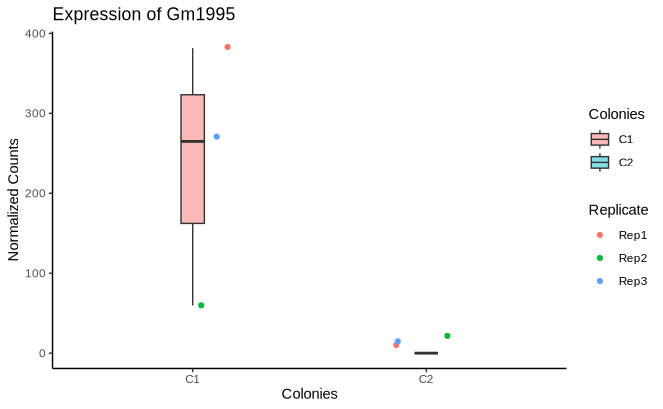 Expression of Gm1995
Normalized Counts
400
300
200
100
0
C1
C2
Colonies
Colonies
C1
C2
Replicate
Rep1
Rep2
Rep3